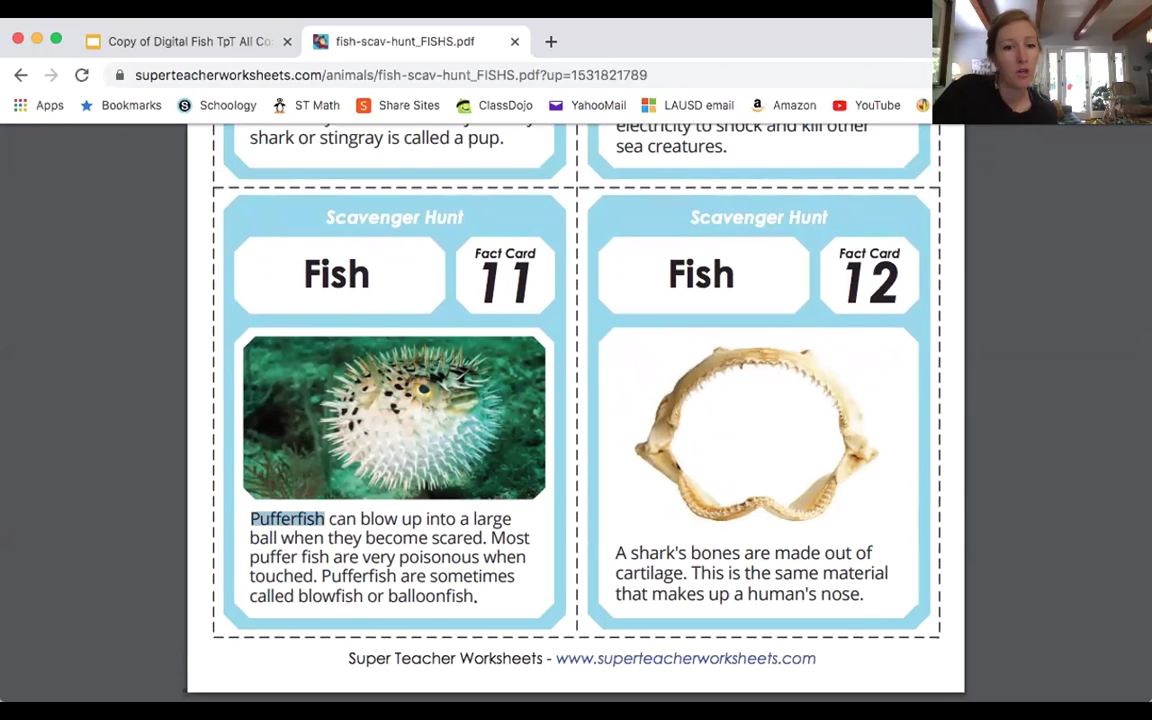 Copy of Digital Fish TpT All Co
fish-scav-hunt_FISHS.pdf
superteacherworksheets.com/animals/fish-scav-hunt_FISHS.pdf?up=1531821789
Apps Bookmarks Schoology ST Math Share Sites ClassDojo YahooMail LAUSD email Amazon YouTube
shark or stingray is called a pup.
electricity to shock and kill other
sea creatures.
Scavenger Hunt
Fish
Fact Card
11
Pufferfish can blow up into a large
ball when they become scared. Most
puffer fish are very poisonous when
touched. Pufferfish are sometimes
called blowfish or balloonfish.
Scavenger Hunt
Fish
Fact Card
12
A shark's bones are made out of
cartilage. This is the same material
that makes up a human's nose.
Super Teacher Worksheets - www.superteacherworksheets.com